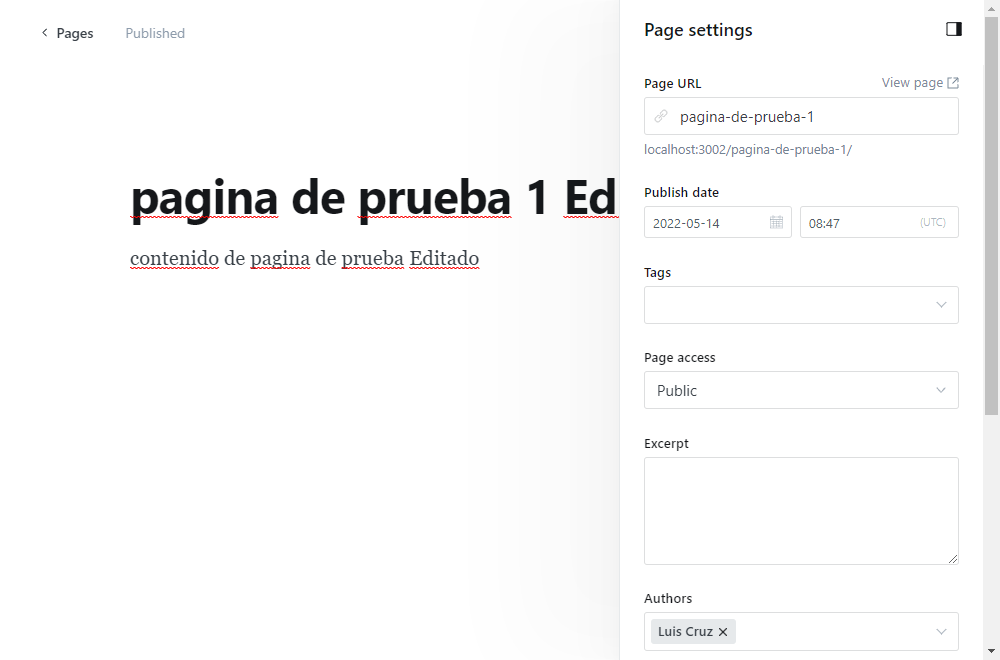 Pages
Published
pagina de prueba 1 Ed
contenido de pagina de prueba Editado
Page settings
Page URL
View page
pagina-de-prueba-1
localhost:3002/pagina-de-prueba-1/
Publish date
2022-05-14
08:47
(UTC)
Tags
Page access
Public
Excerpt
Authors
Luis Cruz